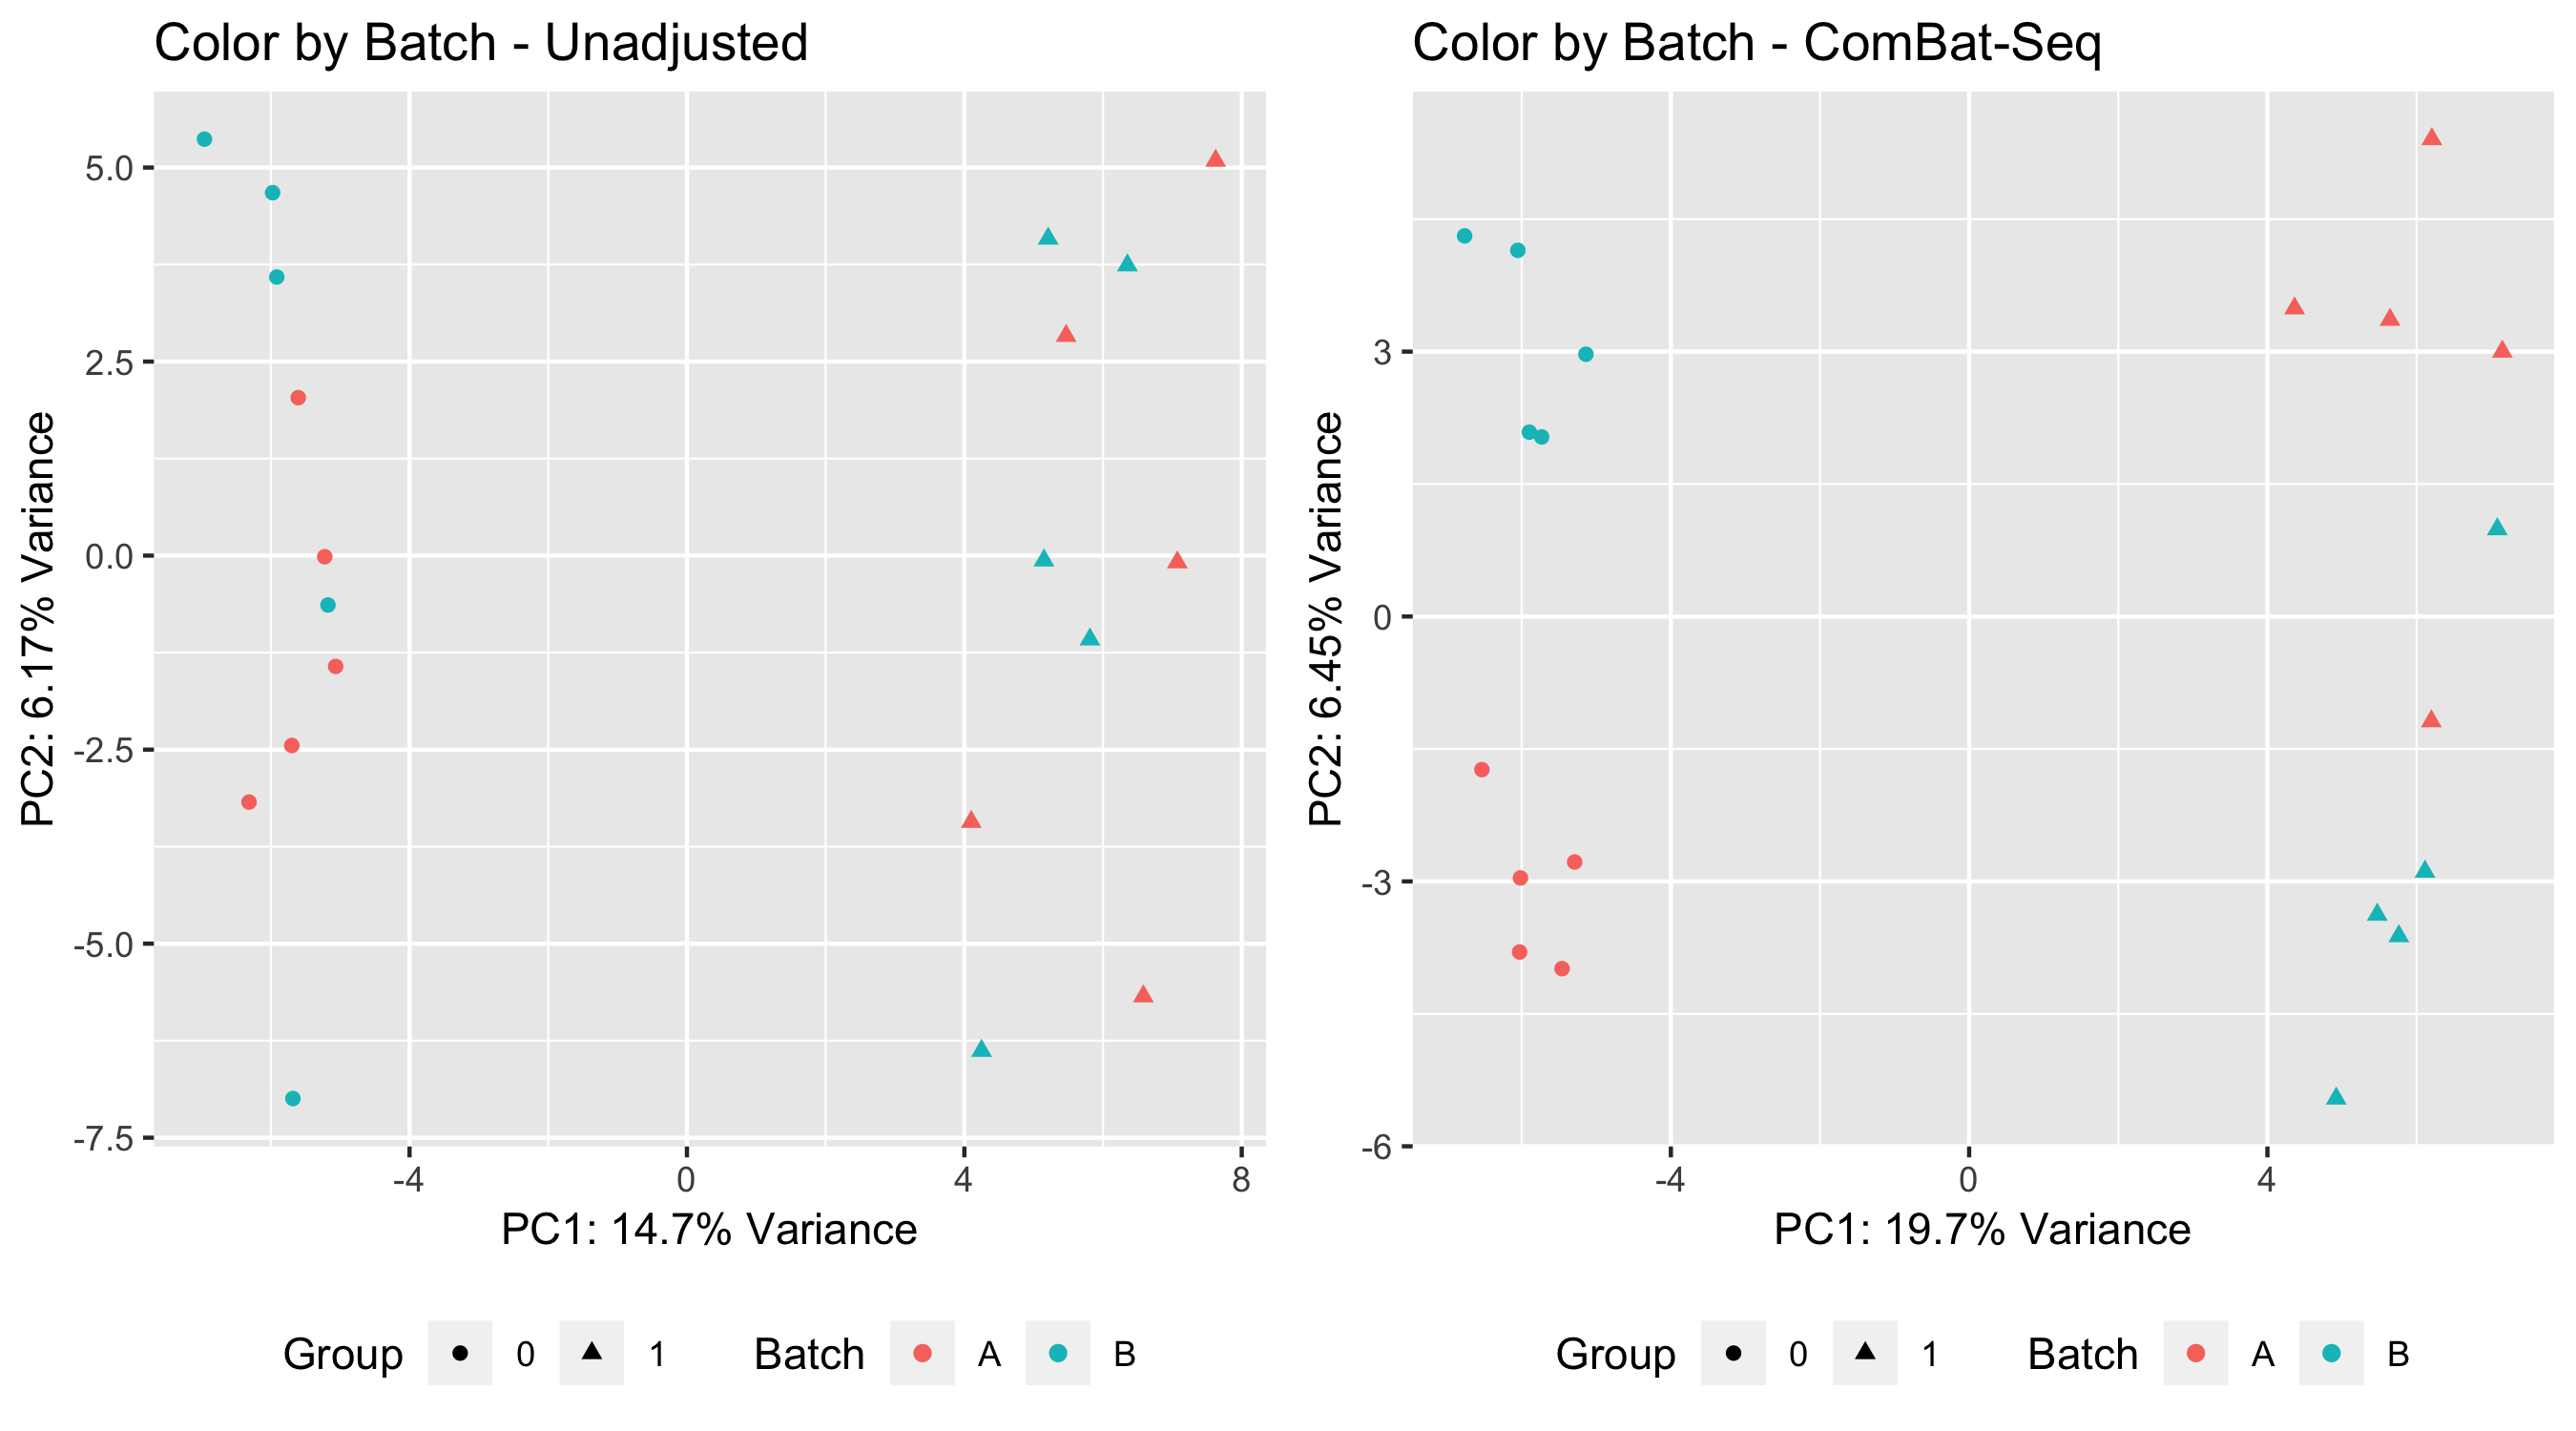 Color by Batch - Unadjusted
5.0
2.5
0.0
-2.5
-5.0
-7.5
PC2: 6.17% Variance
-4 0 4 8
PC1: 14.7% Variance
Group 0 1 Batch A B
Color by Batch - ComBat-Seq
3
0
-3
-6
PC2: 6.45% Variance
-4 0 4
PC1: 19.7% Variance
Group 0 1 Batch A B